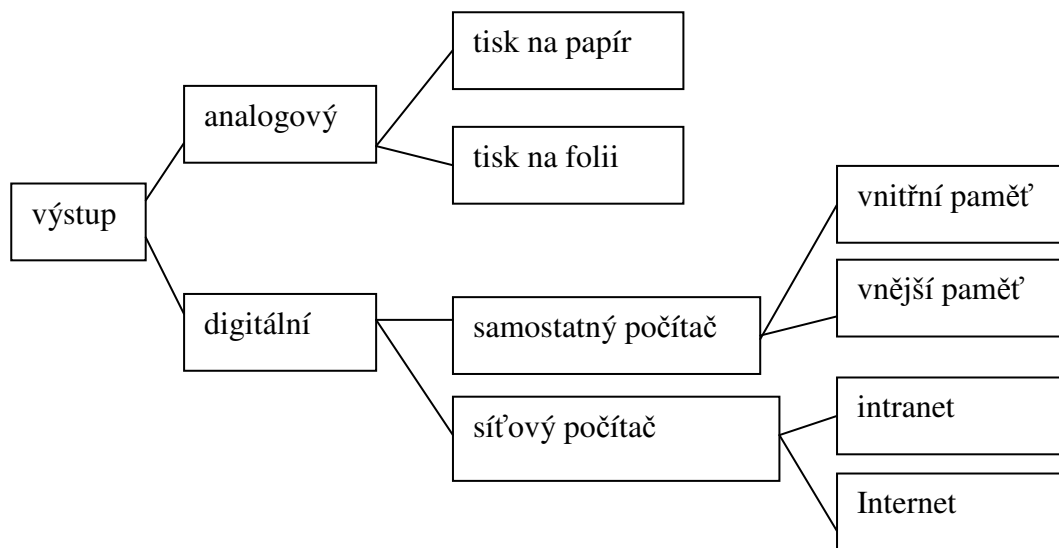 tisk na papír
analogový
tisk na folii
výstup
vnitřní paměť
vnější paměť
digitální
samostatný počítač
síťový počítač
intranet
Internet